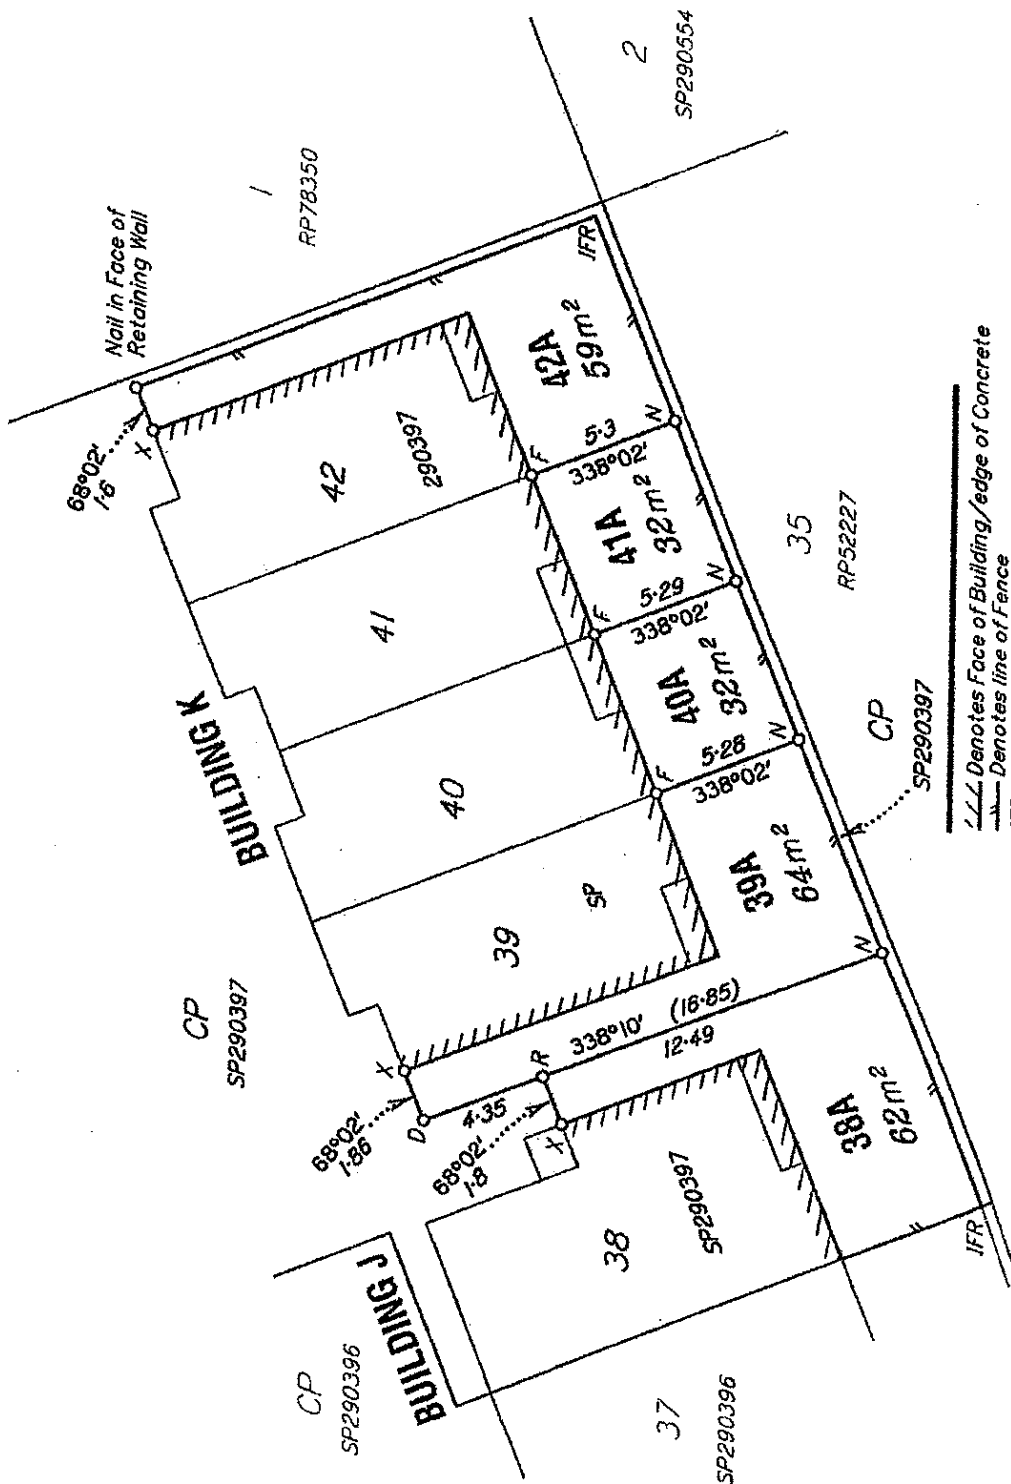 2
SP290554
1
RP78350
Nail in Face of
Retaining Wall
68°02'
1·6
X
IFR
42A
59m²
42
290397
5·3
338°02'
F
N
41
41A
32m²
5·29
338°02'
F
N
35
RP52227
BUILDING K
40
40A
32m²
5·28
338°02'
F
N
CP
SP290397
39
SP
39A
64m²
N
CP
SP290397
X
68°02'
1·86
D
4·35
R
338°10'
(16·85)
12·49
68°02'
1·8
X
38
SP290397
38A
62m²
IFR
BUILDING J
CP
SP290396
37
SP290396
Denotes Face of Building/edge of Concrete
Denotes line of Fence